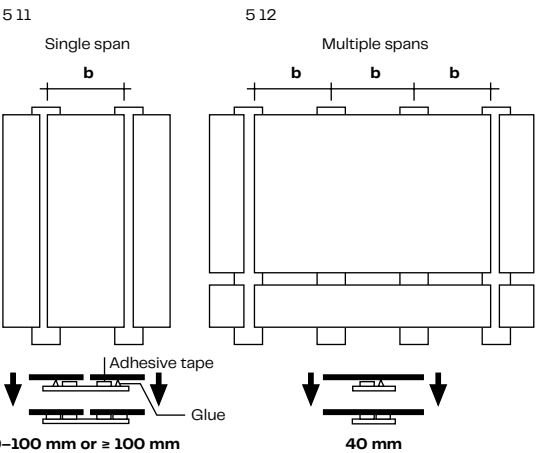 5 11
5 12
Single span
Multiple spans
b
b
b
b
Adhesive tape
Glue
–100 mm or ≥ 100 mm
40 mm